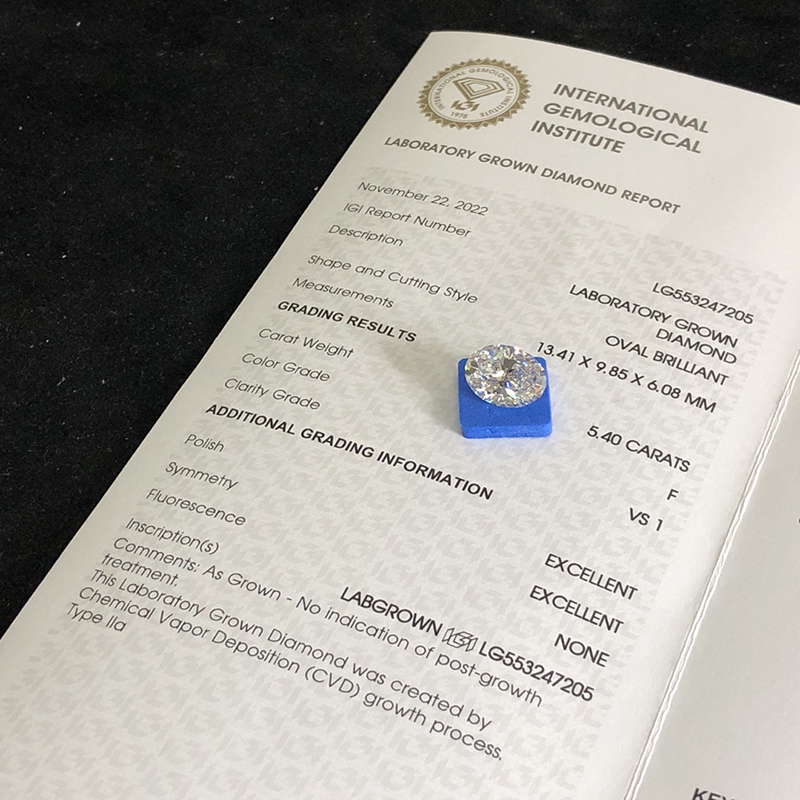 INTERNATIONAL GEMOLOGICAL INSTITUTE
IGI
1975
INTERNATIONAL
GEMOLOGICAL
INSTITUTE
LABORATORY GROWN DIAMOND REPORT
November 22, 2022
IGI Report Number LG553247205
Description LABORATORY GROWN
DIAMOND
Shape and Cutting Style OVAL BRILLIANT
Measurements 13.41 X 9.85 X 6.08 MM
GRADING RESULTS
Carat Weight 5.40 CARATS
Color Grade F
Clarity Grade VS 1
ADDITIONAL GRADING INFORMATION
Polish EXCELLENT
Symmetry EXCELLENT
Fluorescence NONE
Inscription(s) LABGROWN IGI LG553247205
Comments: As Grown - No indication of post-growth
treatment.
This Laboratory Grown Diamond was created by
Chemical Vapor Deposition (CVD) growth process.
Type IIa